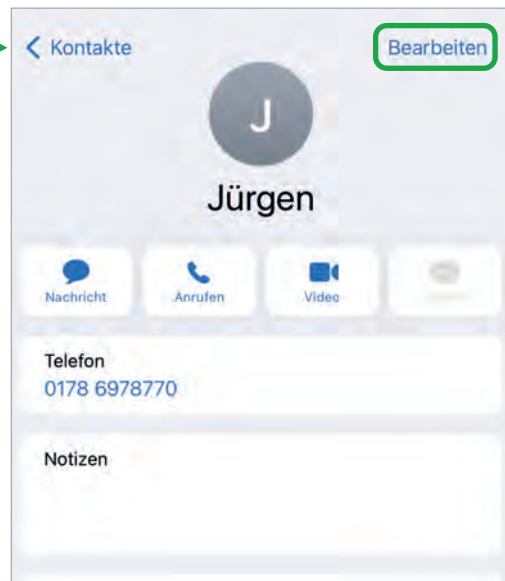 Kontakte
Bearbeiten
J
Jürgen
Nachricht
Anrufen
Video
Telefon
0178 6978770
Notizen